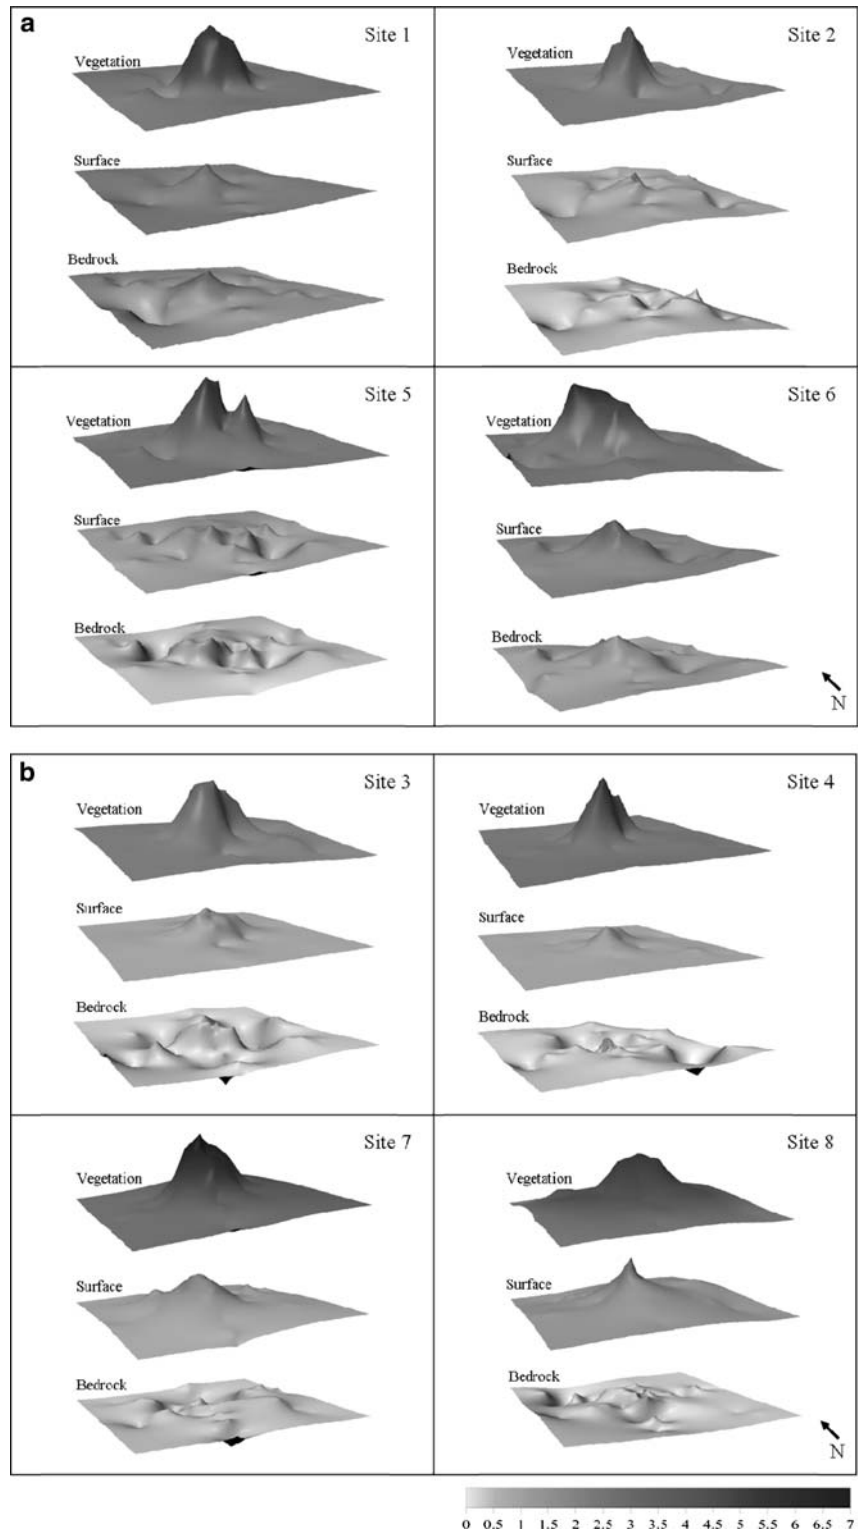 a
Site 1
Vegetation
Surface
Bedrock
Site 2
Vegetation
Surface
Bedrock
Site 5
Vegetation
Surface
Bedrock
Site 6
Vegetation
Surface
Bedrock
N
b
Site 3
Vegetation
Surface
Bedrock
Site 4
Vegetation
Surface
Bedrock
Site 7
Vegetation
Surface
Bedrock
Site 8
Vegetation
Surface
Bedrock
N
0 0.5 1 1.5 2 2.5 3 3.5 4 4.5 5 5.5 6 6.5 7